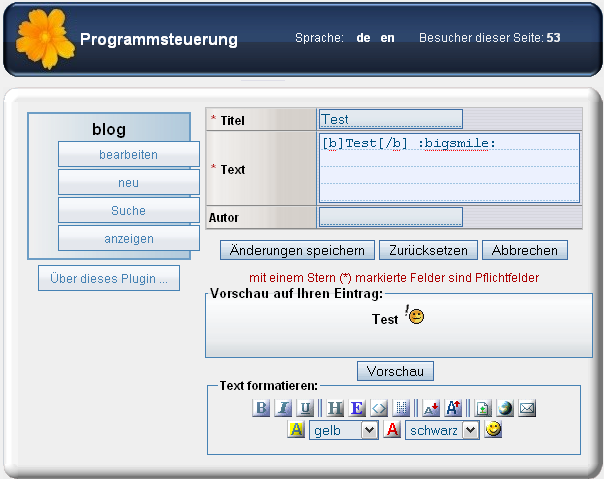 Programmsteuerung Sprache: de en Besucher dieser Seite: 53
blog
bearbeiten
neu
Suche
anzeigen
Über dieses Plugin ...
* Titel Test
* Text [b]Test[/b] :bigsmile:
Autor
Änderungen speichern Zurücksetzen Abbrechen
mit einem Stern (*) markierte Felder sind Pflichtfelder
Vorschau auf Ihren Eintrag:
Test !
Vorschau
Text formatieren:
B I U H E <> A A
A gelb A schwarz